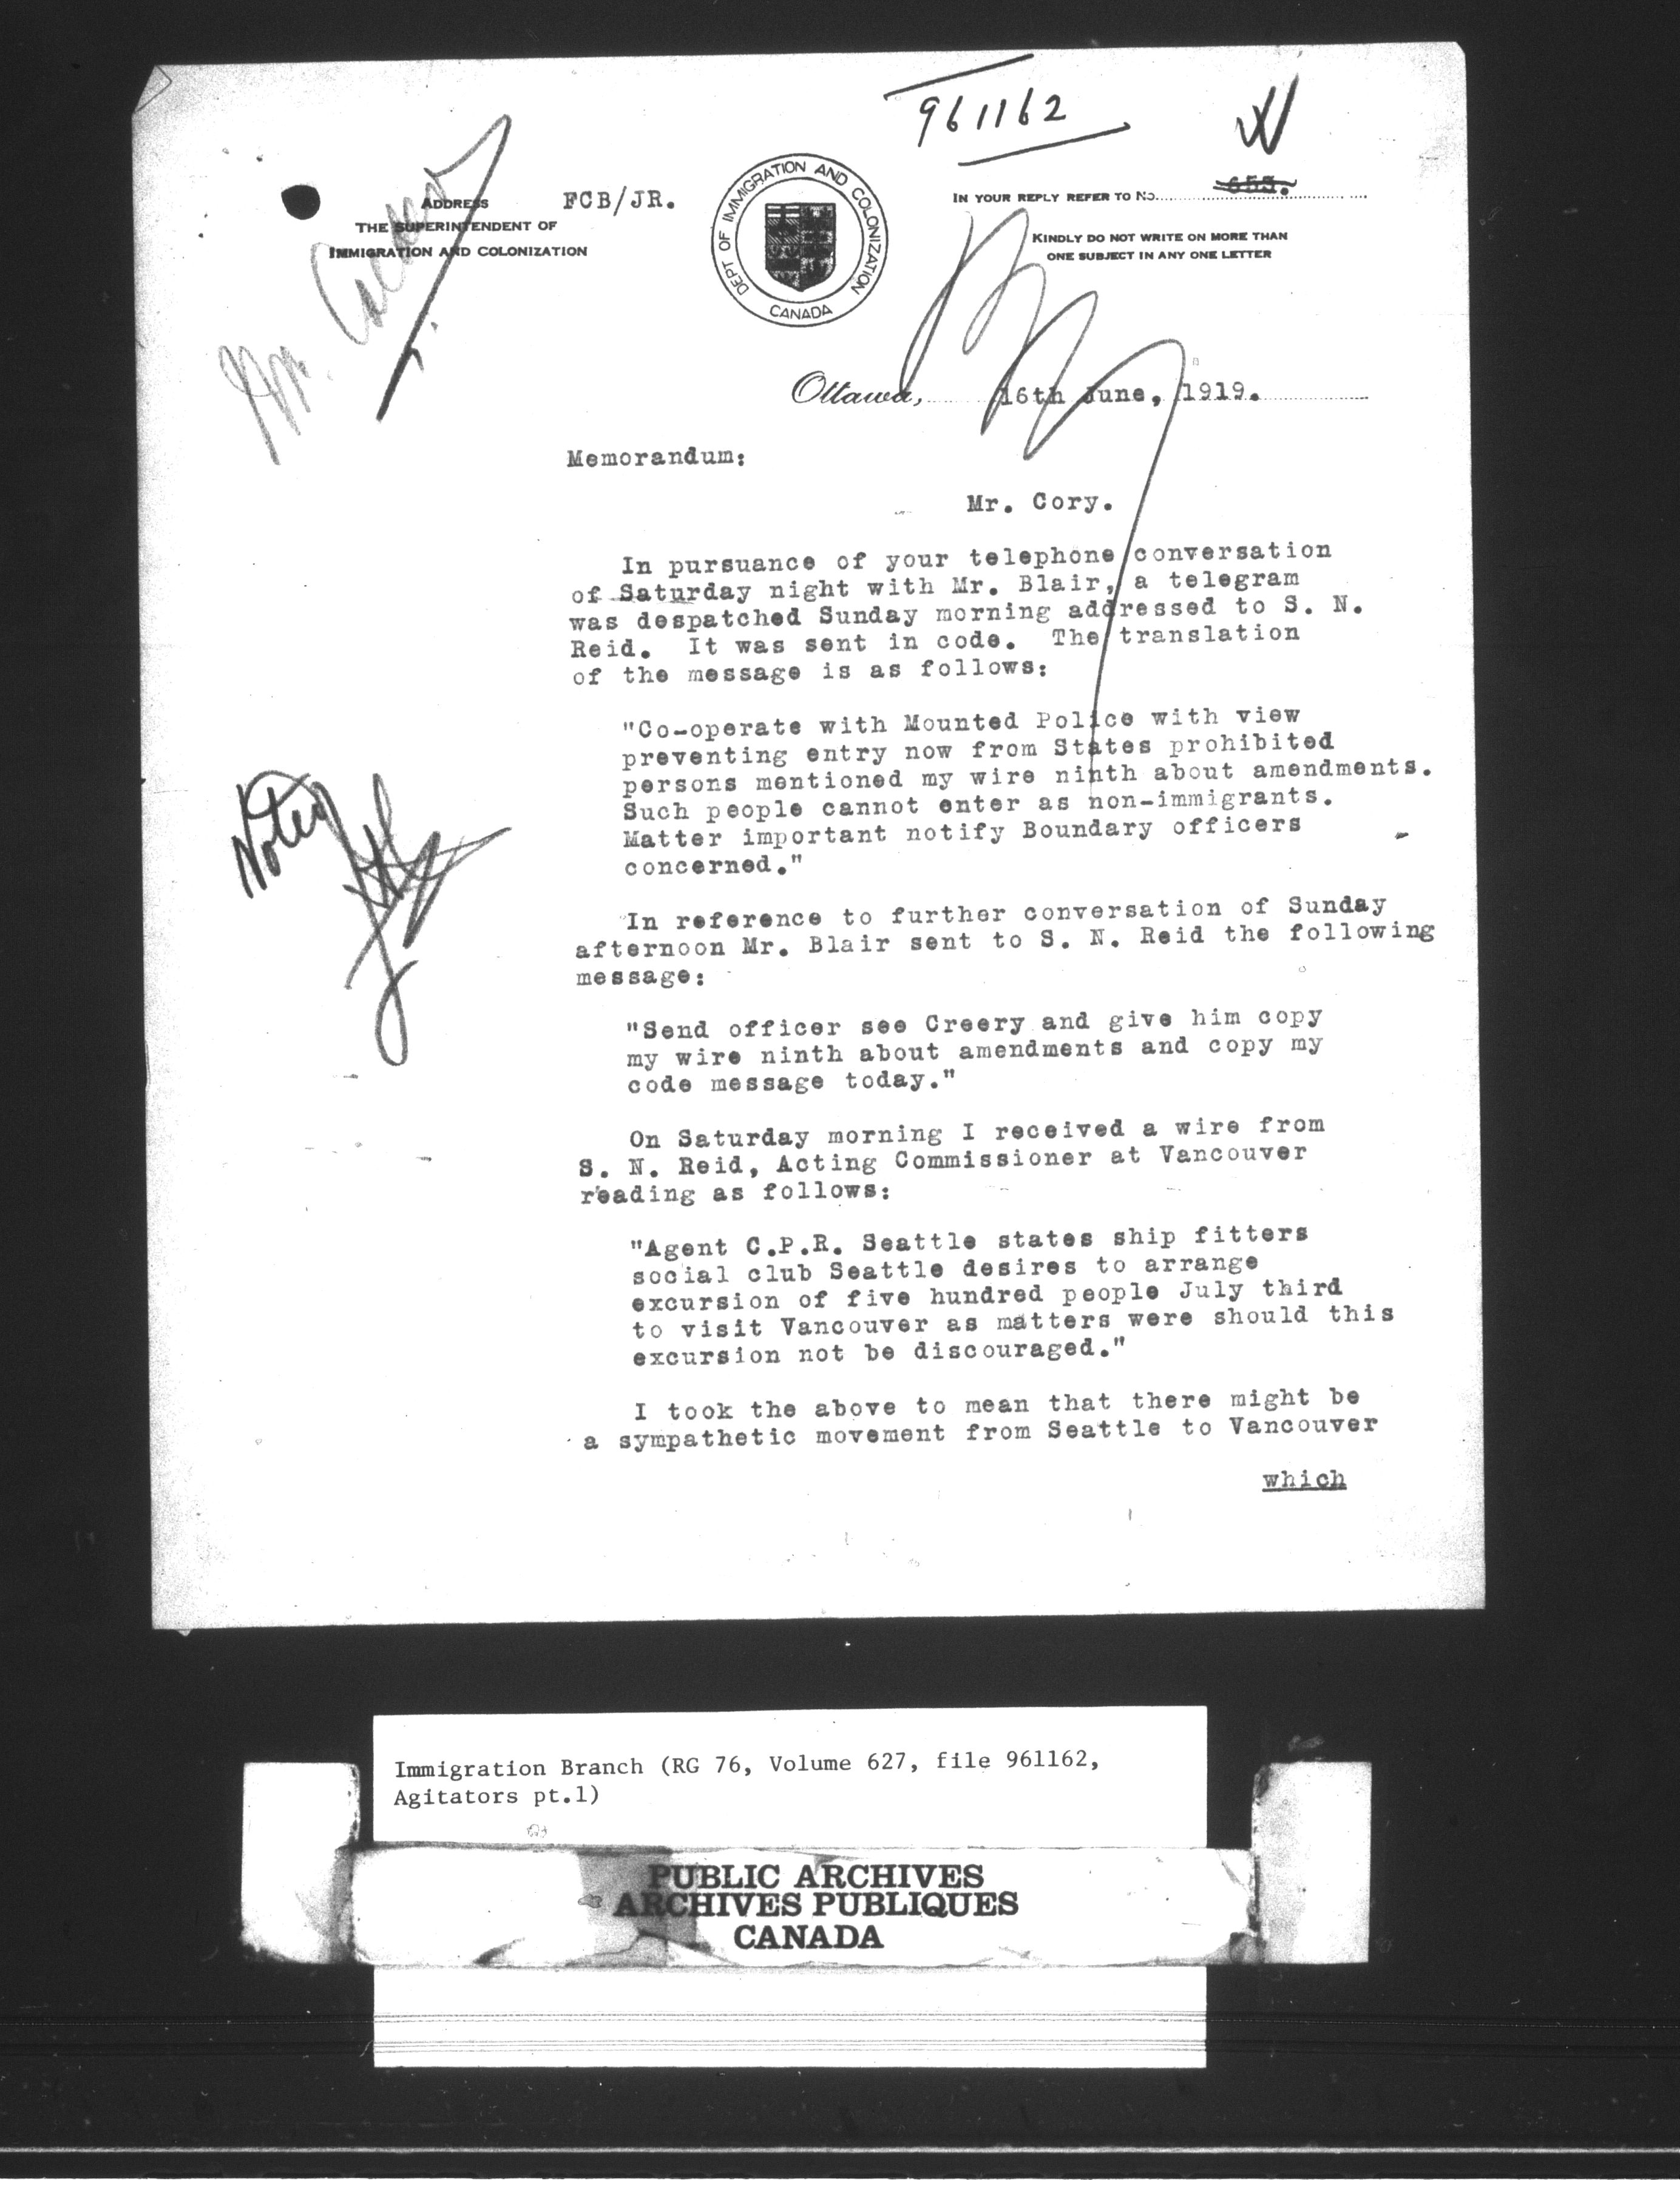 961162
ADDRESS
THE SUPERINTENDENT OF
IMMIGRATION AND COLONIZATION
FCB/JR.
DEPT OF IMMIGRATION AND COLONIZATION
CANADA
IN YOUR REPLY REFER TO No. 653.
KINDLY DO NOT WRITE ON MORE THAN
ONE SUBJECT IN ANY ONE LETTER
Mr.
Ottawa, 16th June, 1919.
Memorandum:
Mr. Cory.
In pursuance of your telephone conversation
of Saturday night with Mr. Blair, a telegram
was despatched Sunday morning addressed to S. N.
Reid. It was sent in code. The translation
of the message is as follows:
"Co-operate with Mounted Police with view
preventing entry now from States prohibited
persons mentioned my wire ninth about amendments.
Such people cannot enter as non-immigrants.
Matter important notify Boundary officers
concerned."
Noted
In reference to further conversation of Sunday
afternoon Mr. Blair sent to S. N. Reid the following
message:
"Send officer see Creery and give him copy
my wire ninth about amendments and copy my
code message today."
On Saturday morning I received a wire from
S. N. Reid, Acting Commissioner at Vancouver
reading as follows:
"Agent C.P.R. Seattle states ship fitters
social club Seattle desires to arrange
excursion of five hundred people July third
to visit Vancouver as matters were should this
excursion not be discouraged."
I took the above to mean that there might be
a sympathetic movement from Seattle to Vancouver
which
Immigration Branch (RG 76, Volume 627, file 961162,
Agitators pt.1)
PUBLIC ARCHIVES
ARCHIVES PUBLIQUES
CANADA